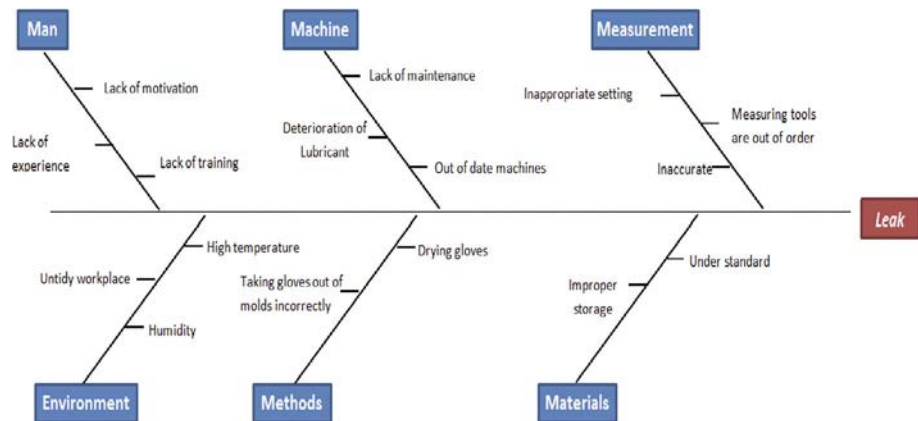 Man
Machine
Measurement
Lack of motivation
Lack of
experience
Lack of training
Lack of maintenance
Deterioration of
Lubricant
Out of date machines
Inappropriate setting
Measuring tools
are out of order
Inaccurate
Leak
High temperature
Untidy workplace
Humidity
Drying gloves
Taking gloves out of
molds incorrectly
Under standard
Improper
storage
Environment
Methods
Materials